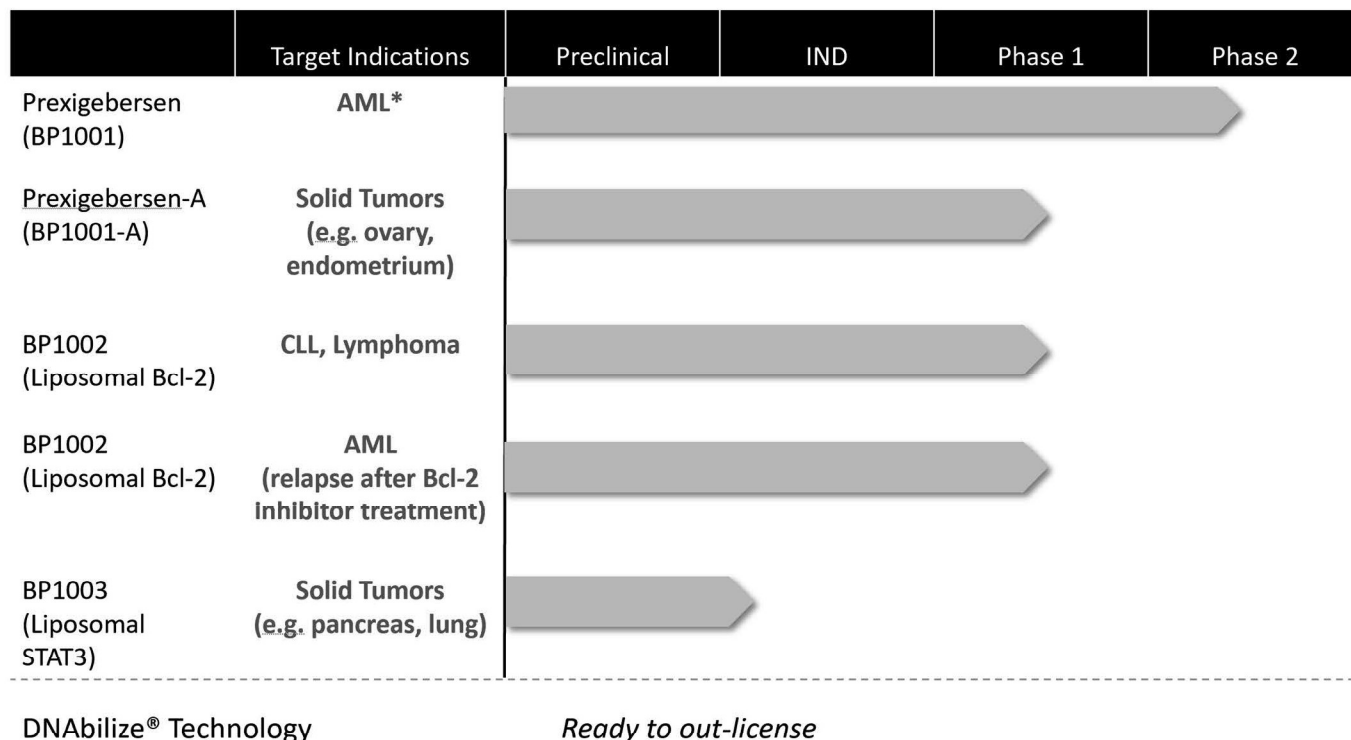 Target Indications Preclinical IND Phase 1 Phase 2
Prexigebersen AML*
(BP1001)
Prexigebersen-A Solid Tumors
(BP1001-A) (e.g. ovary,
endometrium)
BP1002 CLL, Lymphoma
(Liposomal Bcl-2)
BP1002 AML
(Liposomal Bcl-2) (relapse after Bcl-2
inhibitor treatment)
BP1003 Solid Tumors
(Liposomal (e.g. pancreas, lung)
STAT3)
DNAbilize® Technology Ready to out-license